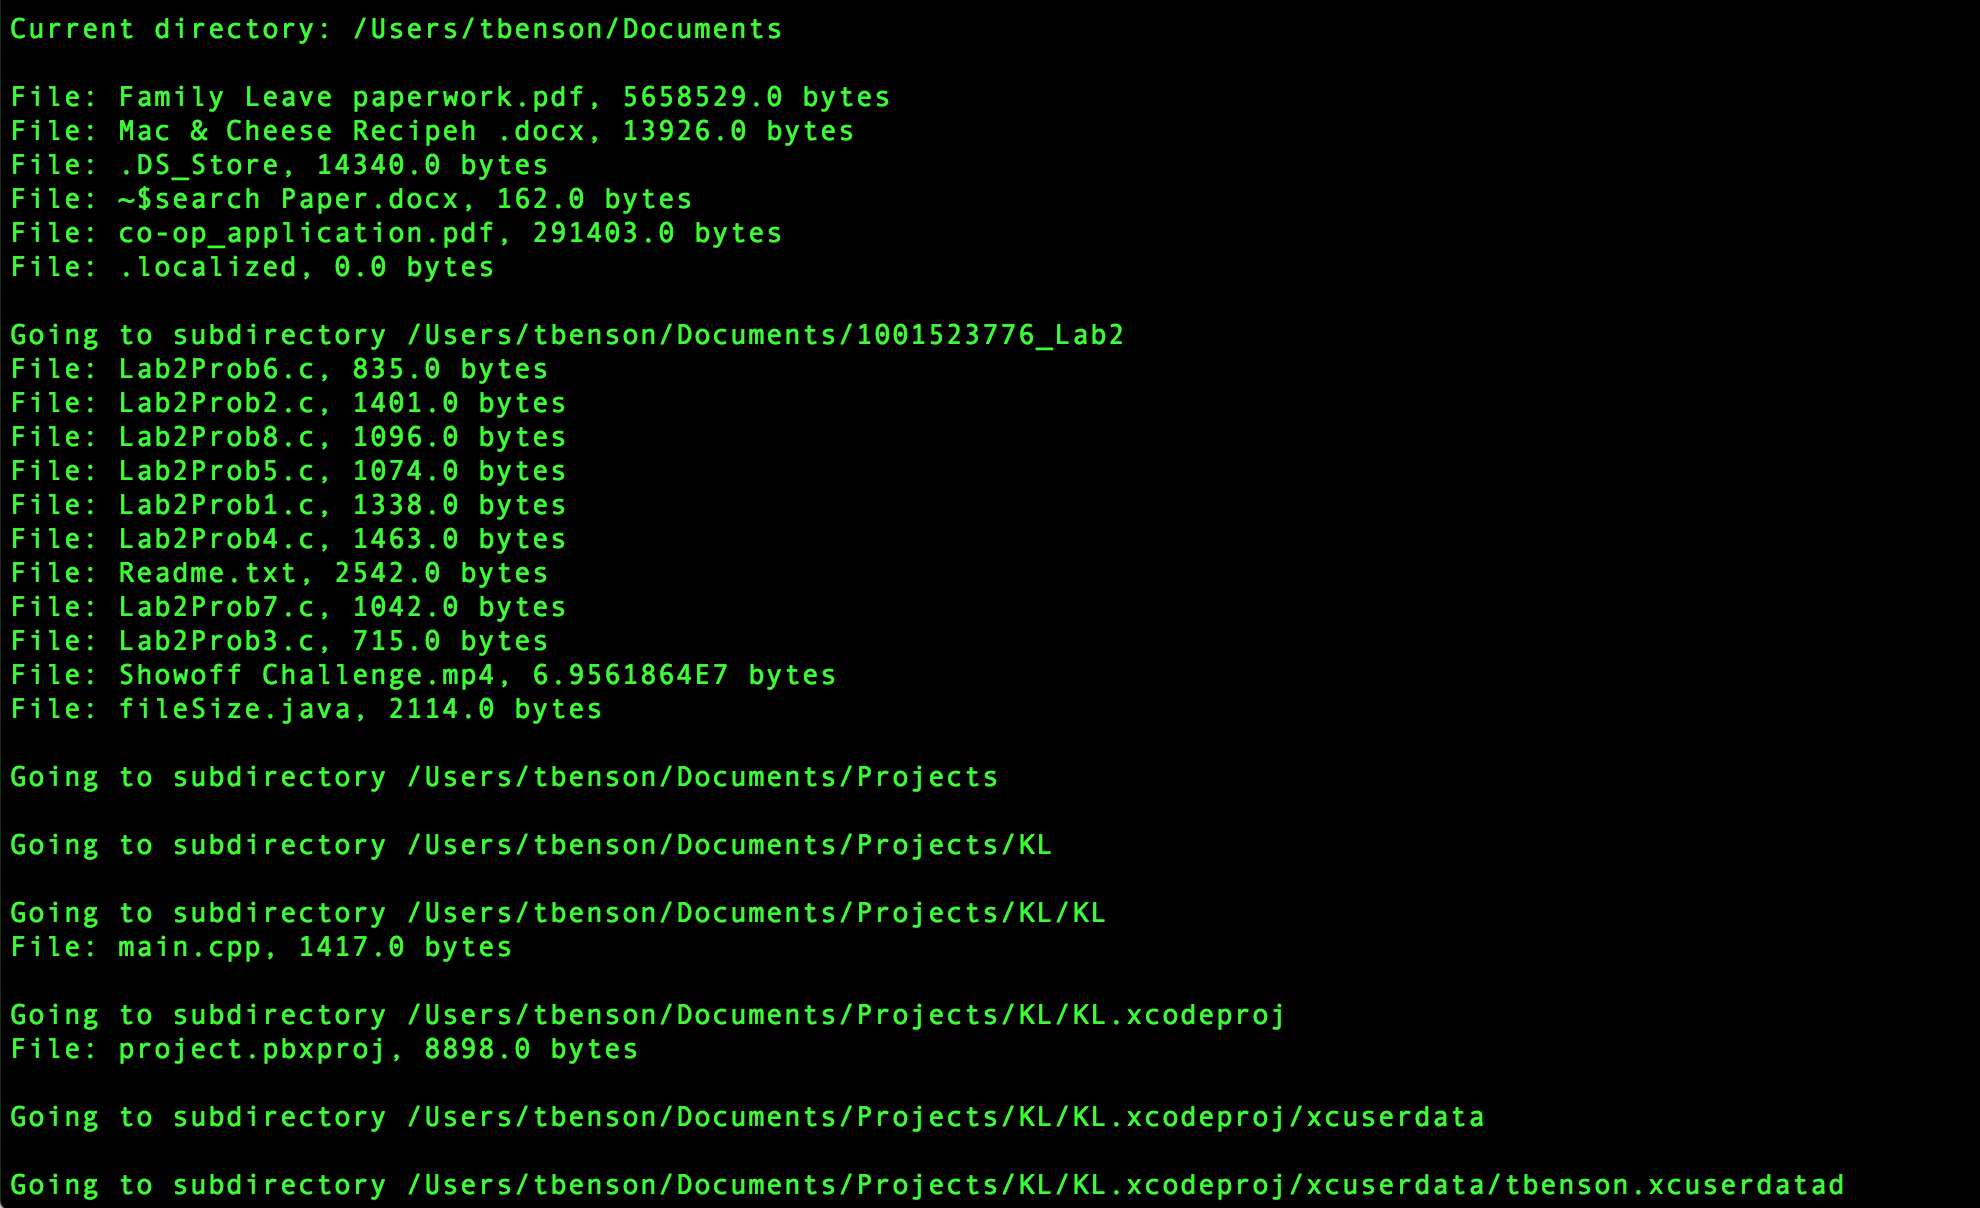 Current directory: /Users/tbenson/Documents
File: Family Leave paperwork.pdf, 5658529.0 bytes
File: Mac & Cheese Recipeh .docx, 13926.0 bytes
File: .DS_Store, 14340.0 bytes
File: ~$search Paper.docx, 162.0 bytes
File: co-op_application.pdf, 291403.0 bytes
File: .localized, 0.0 bytes
Going to subdirectory /Users/tbenson/Documents/1001523776_Lab2
File: Lab2Prob6.c, 835.0 bytes
File: Lab2Prob2.c, 1401.0 bytes
File: Lab2Prob8.c, 1096.0 bytes
File: Lab2Prob5.c, 1074.0 bytes
File: Lab2Prob1.c, 1338.0 bytes
File: Lab2Prob4.c, 1463.0 bytes
File: Readme.txt, 2542.0 bytes
File: Lab2Prob7.c, 1042.0 bytes
File: Lab2Prob3.c, 715.0 bytes
File: Showoff Challenge.mp4, 6.9561864E7 bytes
File: fileSize.java, 2114.0 bytes
Going to subdirectory /Users/tbenson/Documents/Projects
Going to subdirectory /Users/tbenson/Documents/Projects/KL
Going to subdirectory /Users/tbenson/Documents/Projects/KL/KL
File: main.cpp, 1417.0 bytes
Going to subdirectory /Users/tbenson/Documents/Projects/KL/KL.xcodeproj
File: project.pbxproj, 8898.0 bytes
Going to subdirectory /Users/tbenson/Documents/Projects/KL/KL.xcodeproj/xcuserdata
Going to subdirectory /Users/tbenson/Documents/Projects/KL/KL.xcodeproj/xcuserdata/tbenson.xcuserdatad